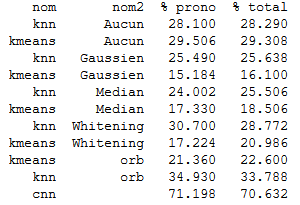 nom nom2 % prono % total
knn Aucun 28.100 28.290
kmeans Aucun 29.506 29.308
knn Gaussien 25.490 25.638
kmeans Gaussien 15.184 16.100
knn Median 24.002 25.506
kmeans Median 17.330 18.506
knn Whitening 30.700 28.772
kmeans Whitening 17.224 20.986
kmeans orb 21.360 22.600
knn orb 34.930 33.788
cnn 71.198 70.632